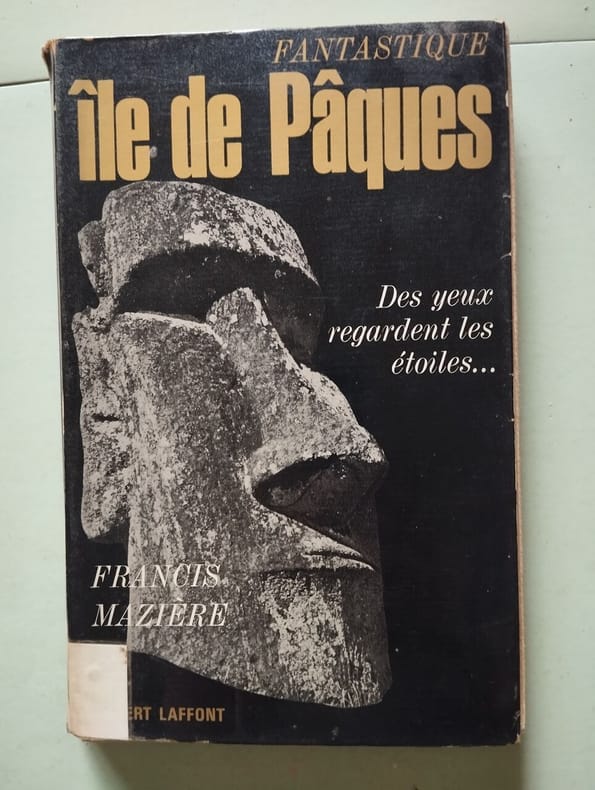 FANTASTIQUE
île de Pâques
Des yeux
regardent les
étoiles...
FRANCIS
MAZIÈRE
ERT LAFFONT